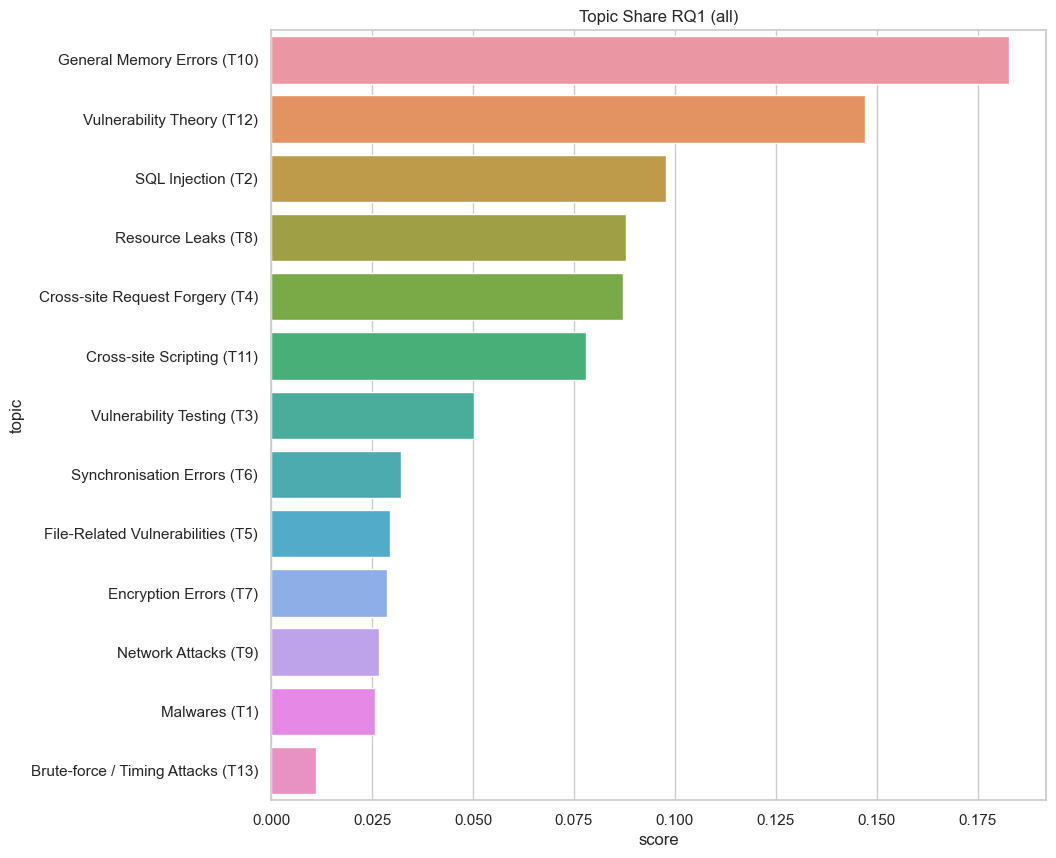 Topic Share RQ1 (all)
General Memory Errors (T10)
Vulnerability Theory (T12)
SQL Injection (T2)
Resource Leaks (T8)
Cross-site Request Forgery (T4)
Cross-site Scripting (T11)
Vulnerability Testing (T3)
Synchronisation Errors (T6)
File-Related Vulnerabilities (T5)
Encryption Errors (T7)
Network Attacks (T9)
Malwares (T1)
Brute-force / Timing Attacks (T13)
topic
0.000 0.025 0.050 0.075 0.100 0.125 0.150 0.175
score